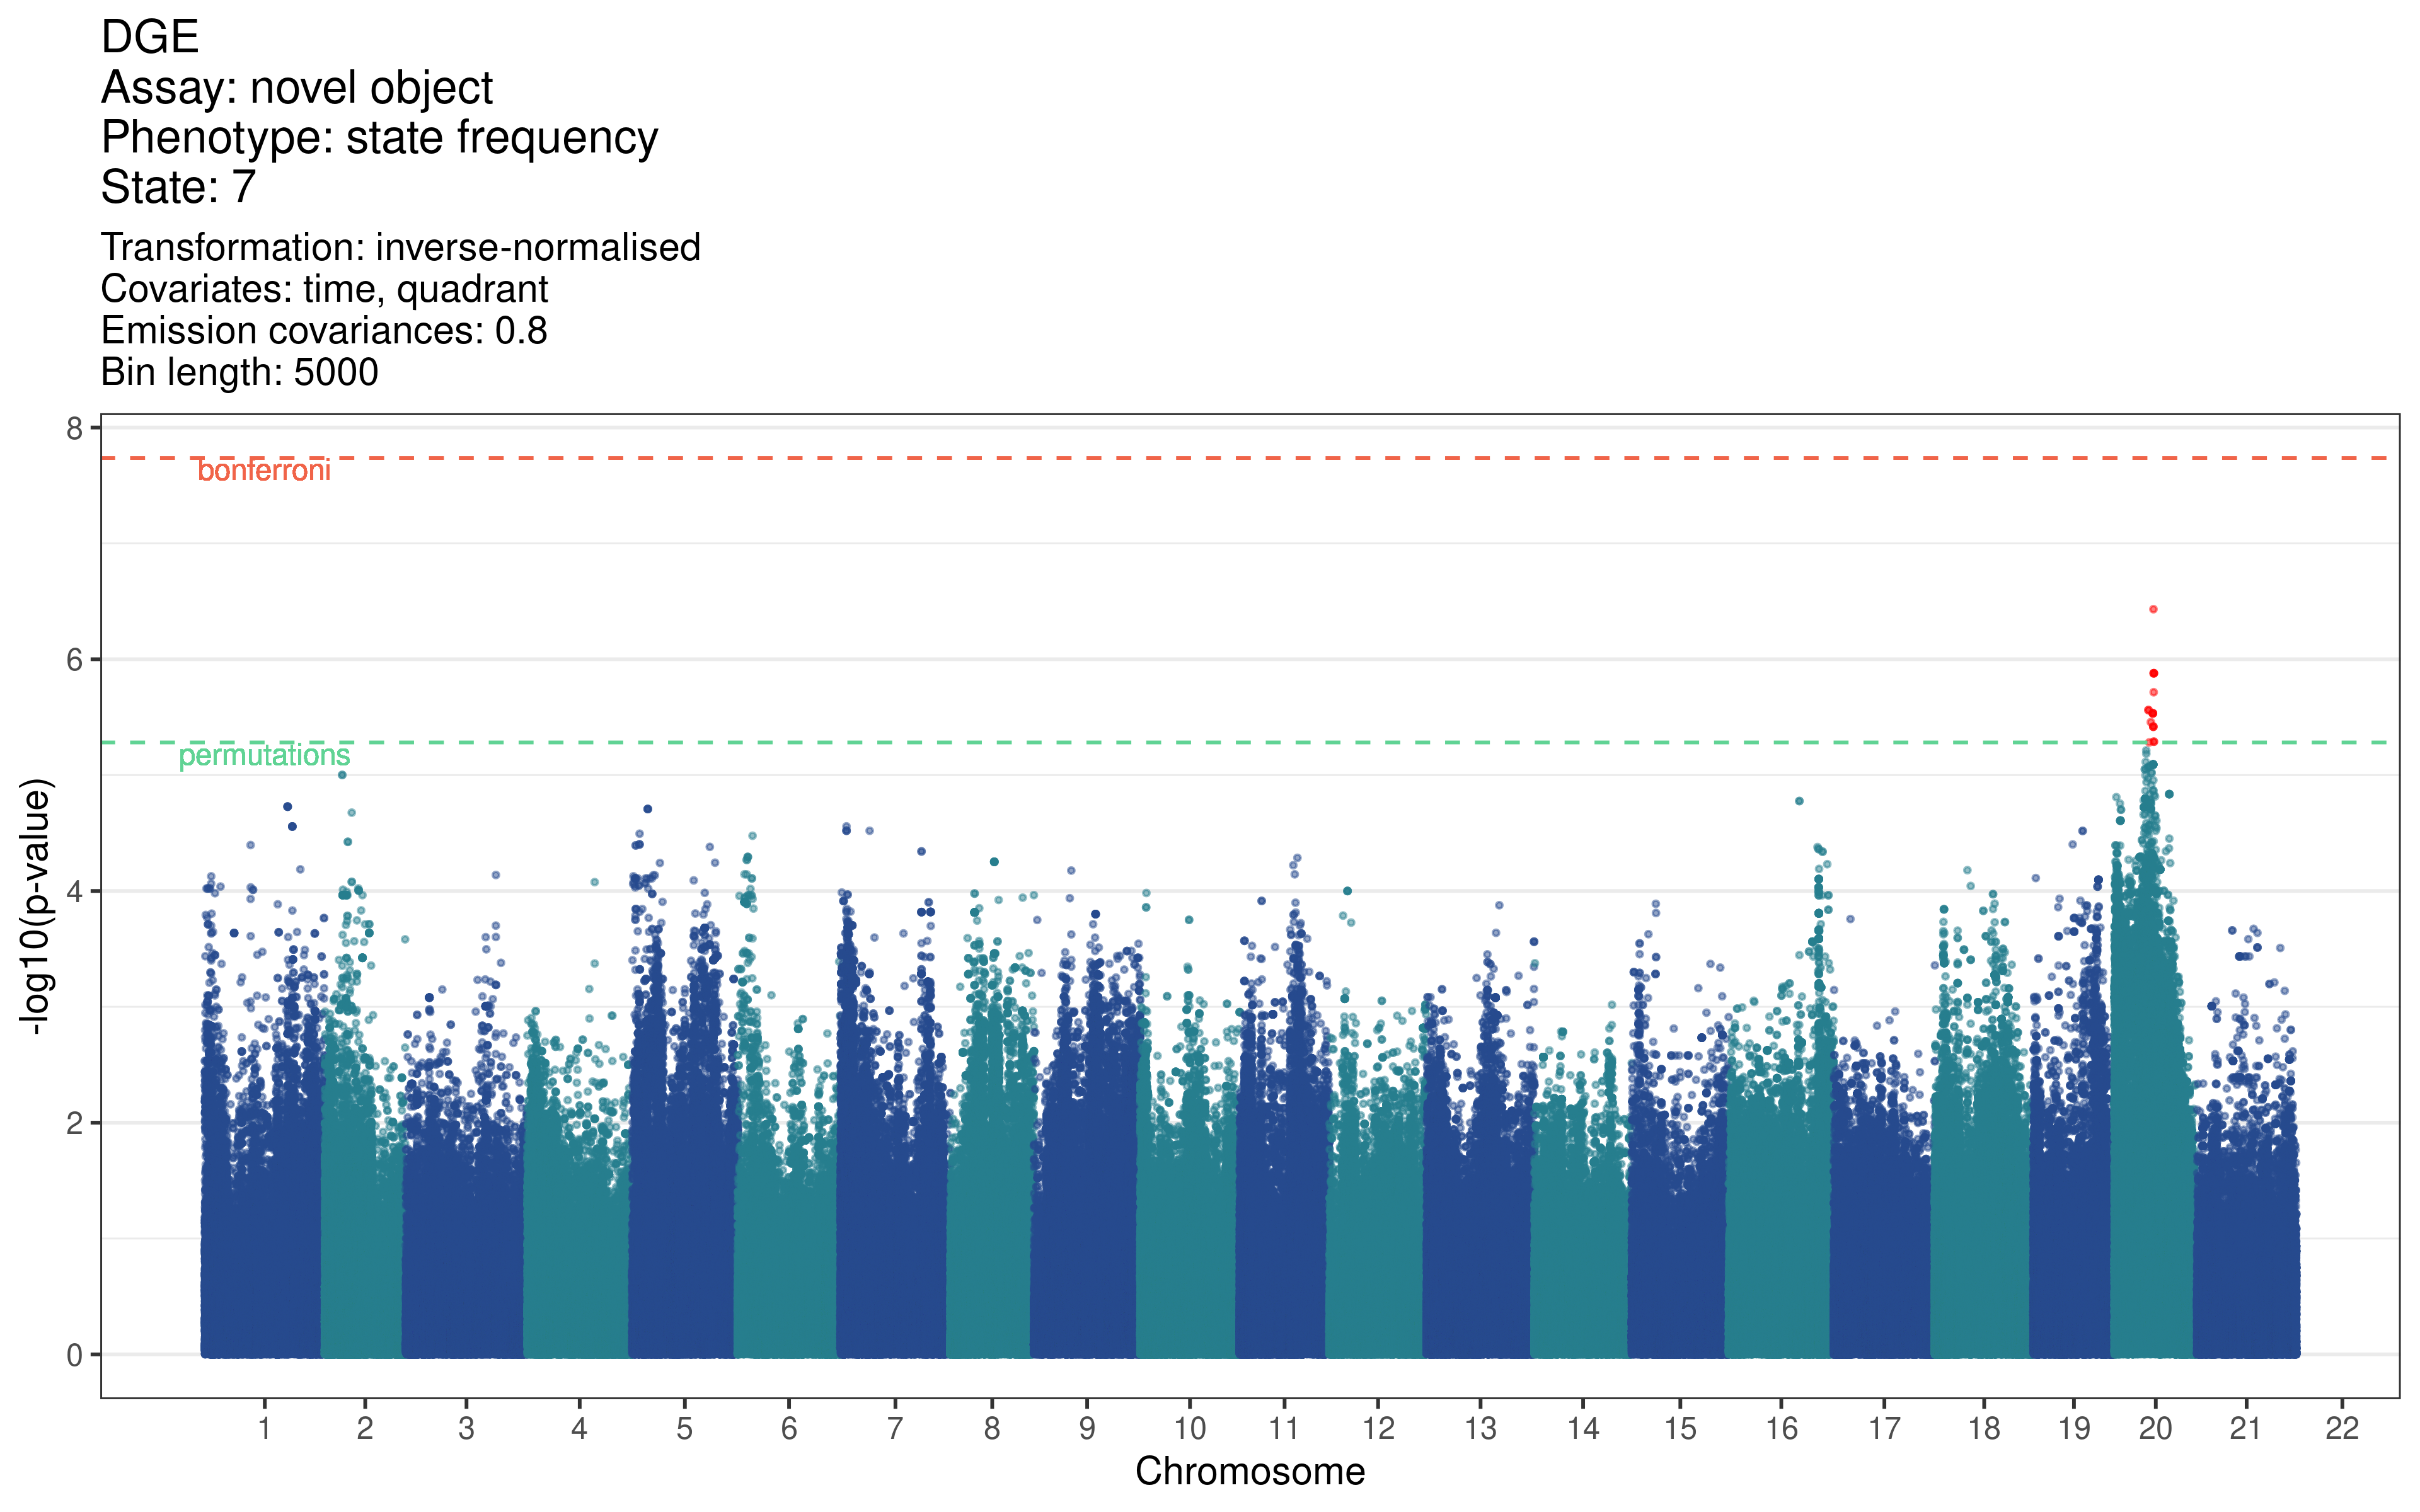 DGE
Assay: novel object
Phenotype: state frequency
State: 7
Transformation: inverse-normalised
Covariates: time, quadrant
Emission covariances: 0.8
Bin length: 5000
8
bonferroni
6
permutations
4
2
0
-log10(p-value)
1 2 3 4 5 6 7 8 9 10 11 12 13 14 15 16 17 18 19 20 21 22
Chromosome